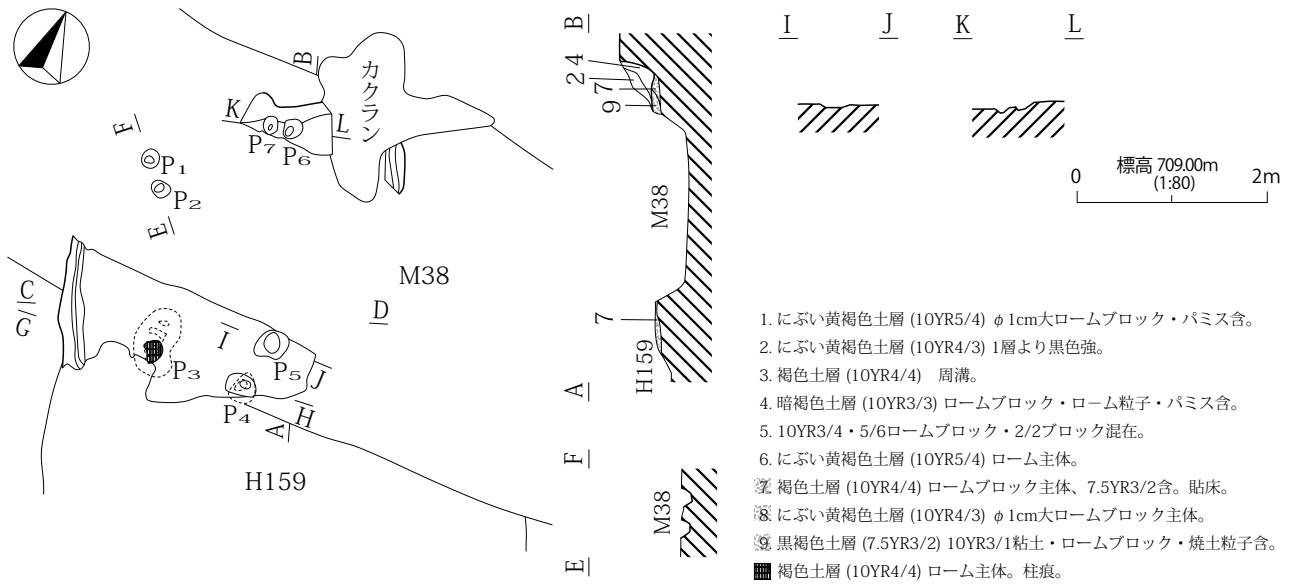 B
カクラン
K
L
P7
P6
F
P1
P2
E
M38
C
G
D
I
P3
P5
J
P4
H
A
H159
B
2 4
7
9
M38
7
H159
A
F
M38
E
I J K L
標高 709.00m
0 (1:80) 2m
1. にぶい黄褐色土層 (10YR5/4) φ1cm大ロームブロック・パミス含。
2. にぶい黄褐色土層 (10YR4/3) 1層より黒色強。
3. 褐色土層 (10YR4/4) 周溝。
4. 暗褐色土層 (10YR3/3) ロームブロック・ローム粒子・パミス含。
5. 10YR3/4・5/6ロームブロック・2/2ブロック混在。
6. にぶい黄褐色土層 (10YR5/4) ローム主体。
7. 褐色土層 (10YR4/4) ロームブロック主体、7.5YR3/2含。貼床。
8. にぶい黄褐色土層 (10YR4/3) φ1cm大ロームブロック主体。
9. 黒褐色土層 (7.5YR3/2) 10YR3/1粘土・ロームブロック・焼土粒子含。
褐色土層 (10YR4/4) ローム主体。柱痕。